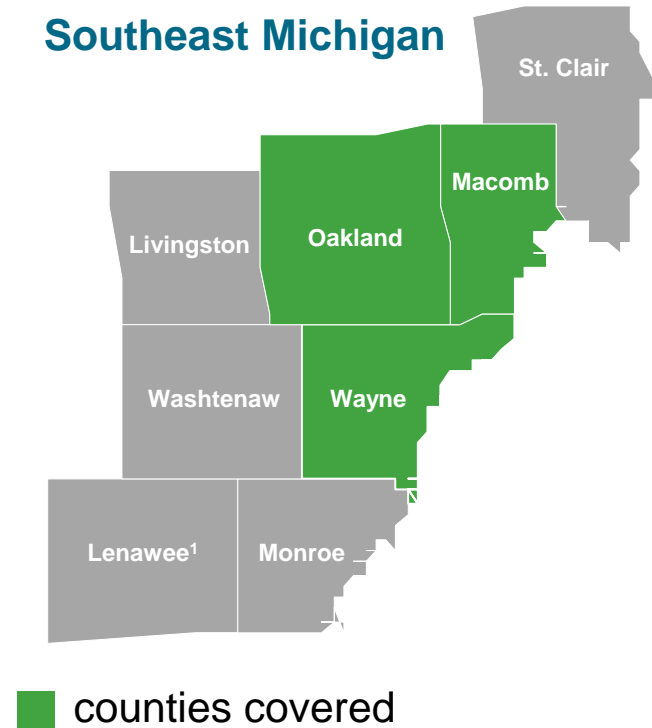 Southeast Michigan
St. Clair
Macomb
Oakland
Livingston
Washtenaw
Wayne
Lenawee¹
Monroe
counties covered